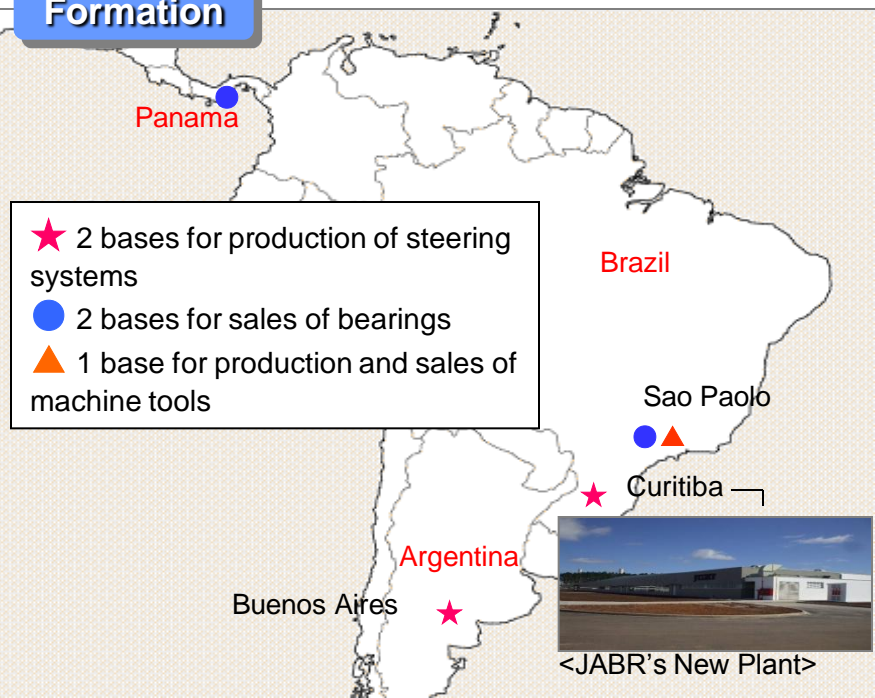 Formation
Panama
★ 2 bases for production of steering
systems
● 2 bases for sales of bearings
▲ 1 base for production and sales of
machine tools
Brazil
Sao Paolo
Curitiba
Argentina
Buenos Aires
<JABR's New Plant>